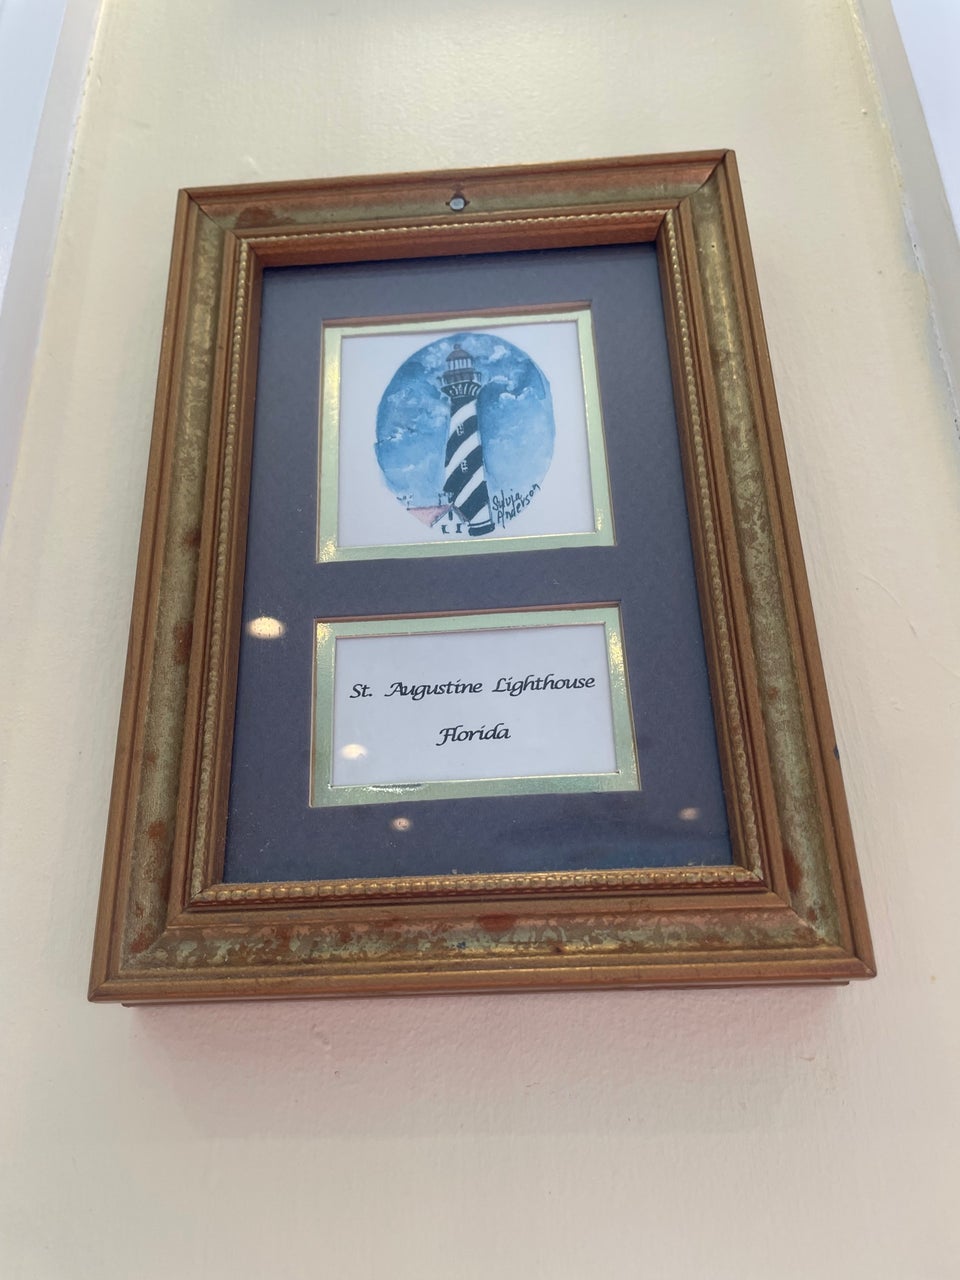 Sylvia
Anderson
St. Augustine Lighthouse
Florida